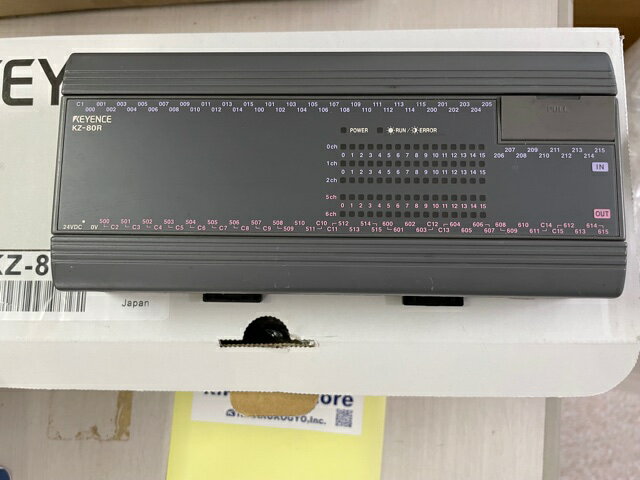 EY
C1 001 003 005 007 009 011 013 015 101 103 105 107 109 111 113 115 201 203 205
000 002 004 006 008 010 012 014 100 102 104 106 108 110 112 114 200 202 204
PULL
KEYENCE
KZ-80R
POWER RUN / ERROR
207 209 211 213 215
206 208 210 212 214
0ch
0 1 2 3 4 5 6 7 8 9 10 11 12 13 14 15
1ch
IN
0 1 2 3 4 5 6 7 8 9 10 11 12 13 14 15
2ch
5ch
0 1 2 3 4 5 6 7 8 9 10 11 12 13 14 15
6ch
OUT
500 501 502 503 504 505 506 507 508 510 C10 512 514 600 602 C12 604 606 608 610 C14 612 614
24VDC 0V C2 C3 C4 C5 C6 C7 C8 C9 509 511 C11 513 515 601 603 C13 605 607 609 611 C15 613 615
KZ-8
Japan
ore
OGYO,Inc.